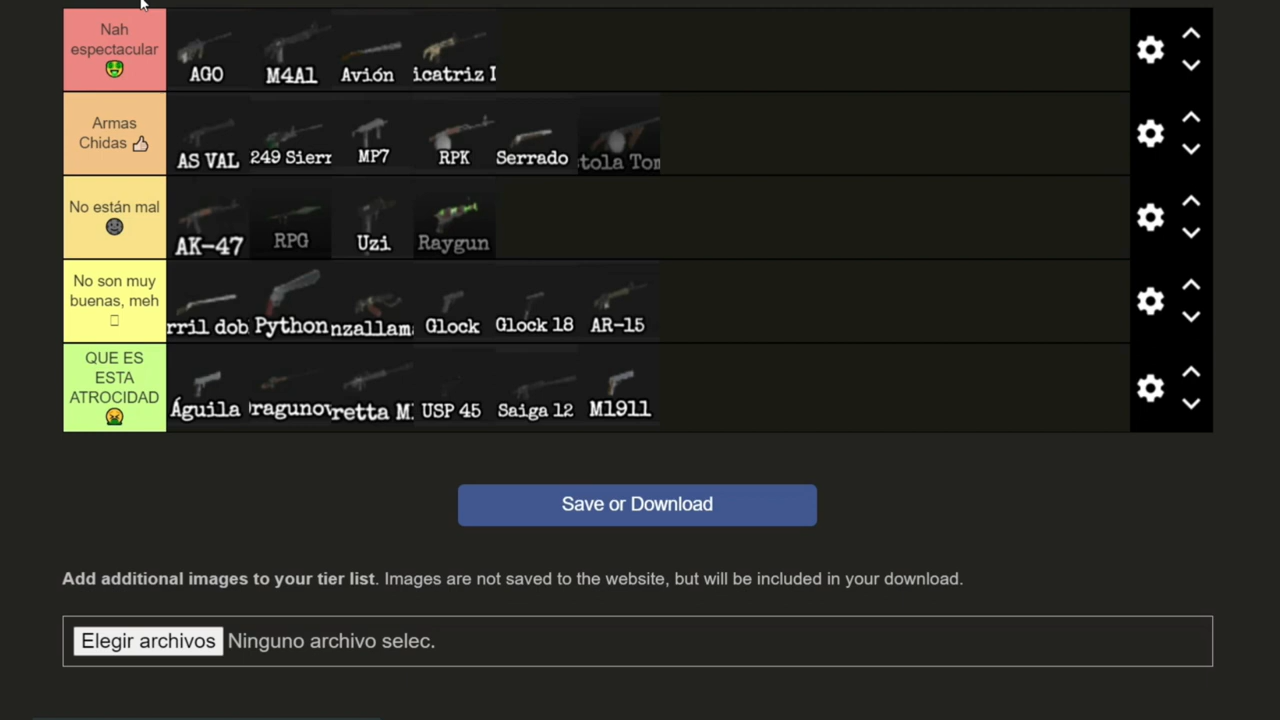 Nah
espectacular
🤑
AGO
M4A1
Avión
icatriz I
Armas
Chidas 👍
AS VAL
249 Sierr
MP7
RPK
Serrado
tola Tom
No están mal
AK-47
RPG
Uzi
Raygun
No son muy
buenas, meh
rril dob
Python
nzallama
Glock
Glock 18
AR-15
QUE ES
ESTA
ATROCIDAD
🤮
Águila
Dragunov
retta M
USP 45
Saiga 12
M1911
Save or Download
Add additional images to your tier list. Images are not saved to the website, but will be included in your download.
Elegir archivos Ninguno archivo selec.